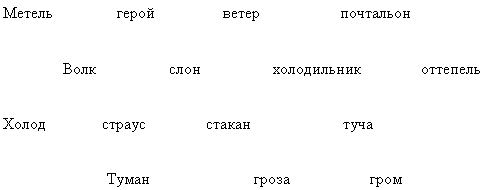 Метель герой ветер почтальон
Волк слон холодильник оттепель
Холод страус стакан туча
Туман гроза гром